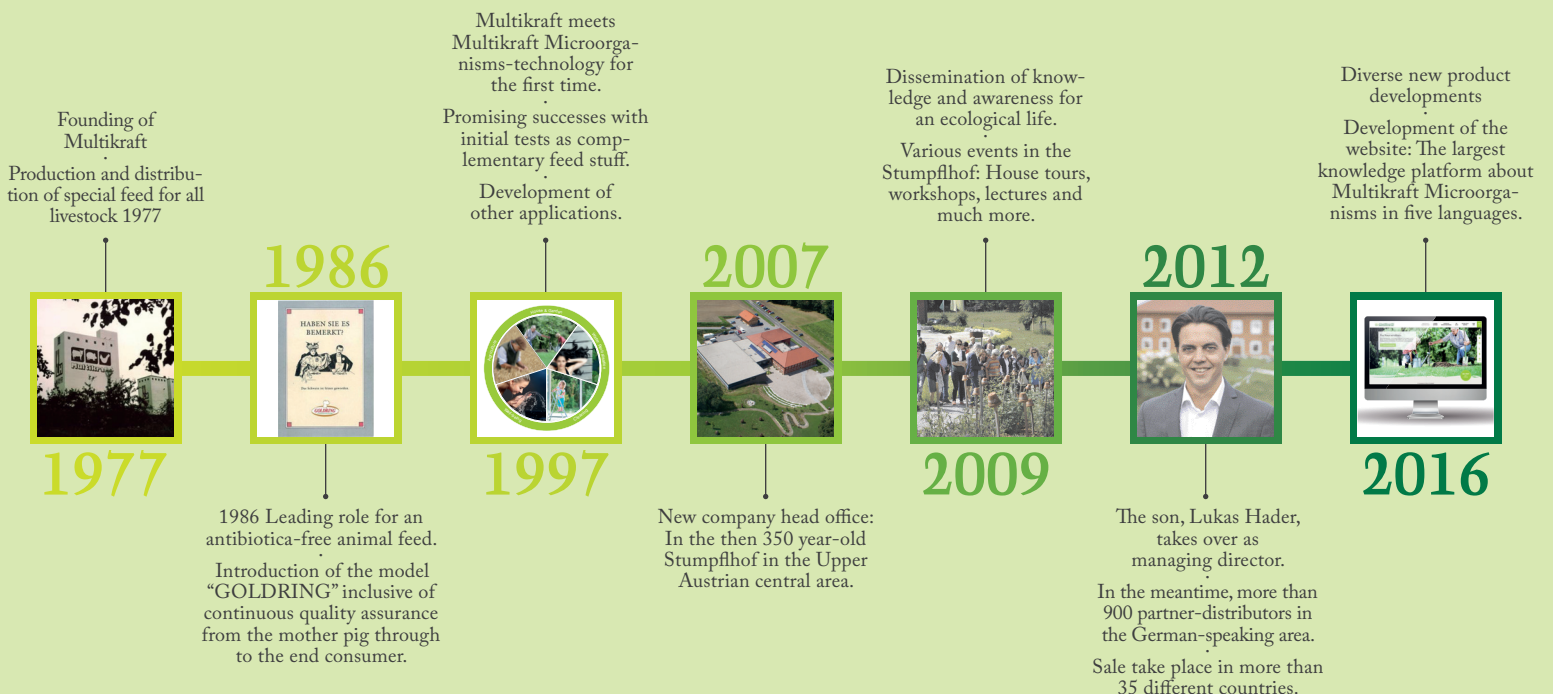 Founding of
Multikraft
·
Production and distribu-
tion of special feed for all
livestock 1977
1977
1986
HABEN SIE ES
BEMERKT?
GOLDRING
1986 Leading role for an
antibiotica-free animal feed.
·
Introduction of the model
“GOLDRING” inclusive of
continuous quality assurance
from the mother pig through
to the end consumer.
Multikraft meets
Multikraft Microorga-
nisms-technology for
the first time.
·
Promising successes with
initial tests as comp-
lementary feed stuff.
·
Development of
other applications.
1997
2007
New company head office:
In the then 350 year-old
Stumpflhof in the Upper
Austrian central area.
Dissemination of know-
ledge and awareness for
an ecological life.
·
Various events in the
Stumpflhof: House tours,
workshops, lectures and
much more.
2009
2012
The son, Lukas Hader,
takes over as
managing director.
·
In the meantime, more than
900 partner-distributors in
the German-speaking area.
·
Sale take place in more than
35 different countries.
Diverse new product
developments
·
Development of the
website: The largest
knowledge platform about
Multikraft Microorga-
nisms in five languages.
2016